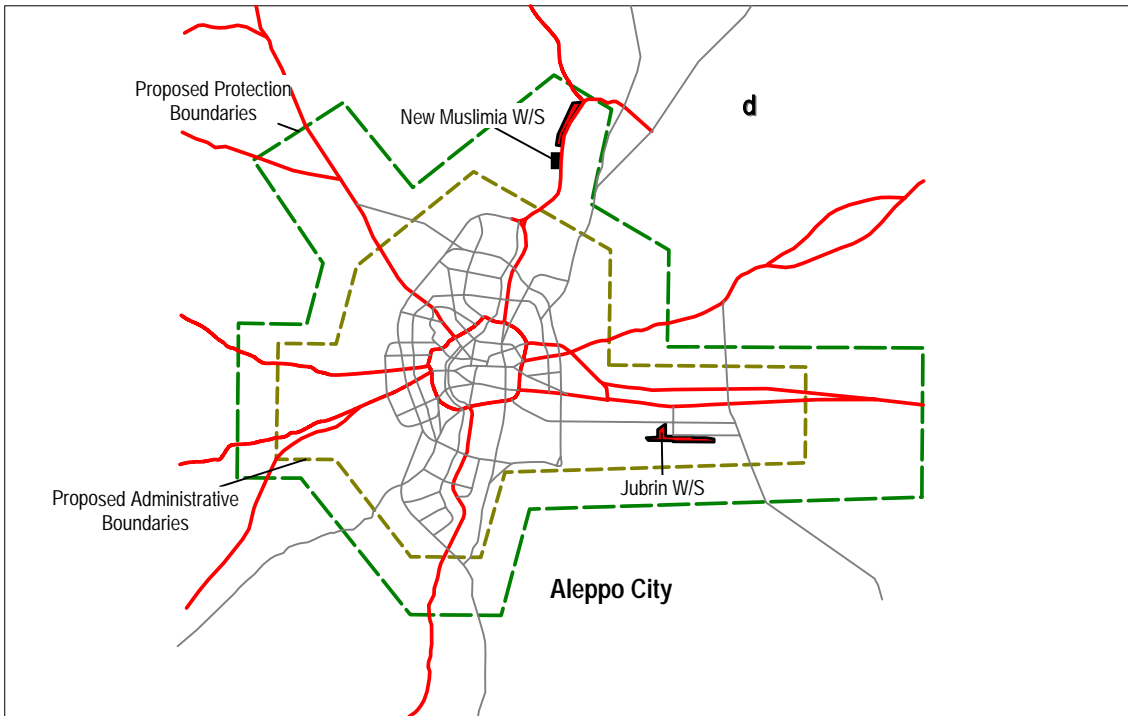 Proposed Protection
Boundaries
New Muslimia W/S
d
Jubrin W/S
Proposed Administrative
Boundaries
Aleppo City